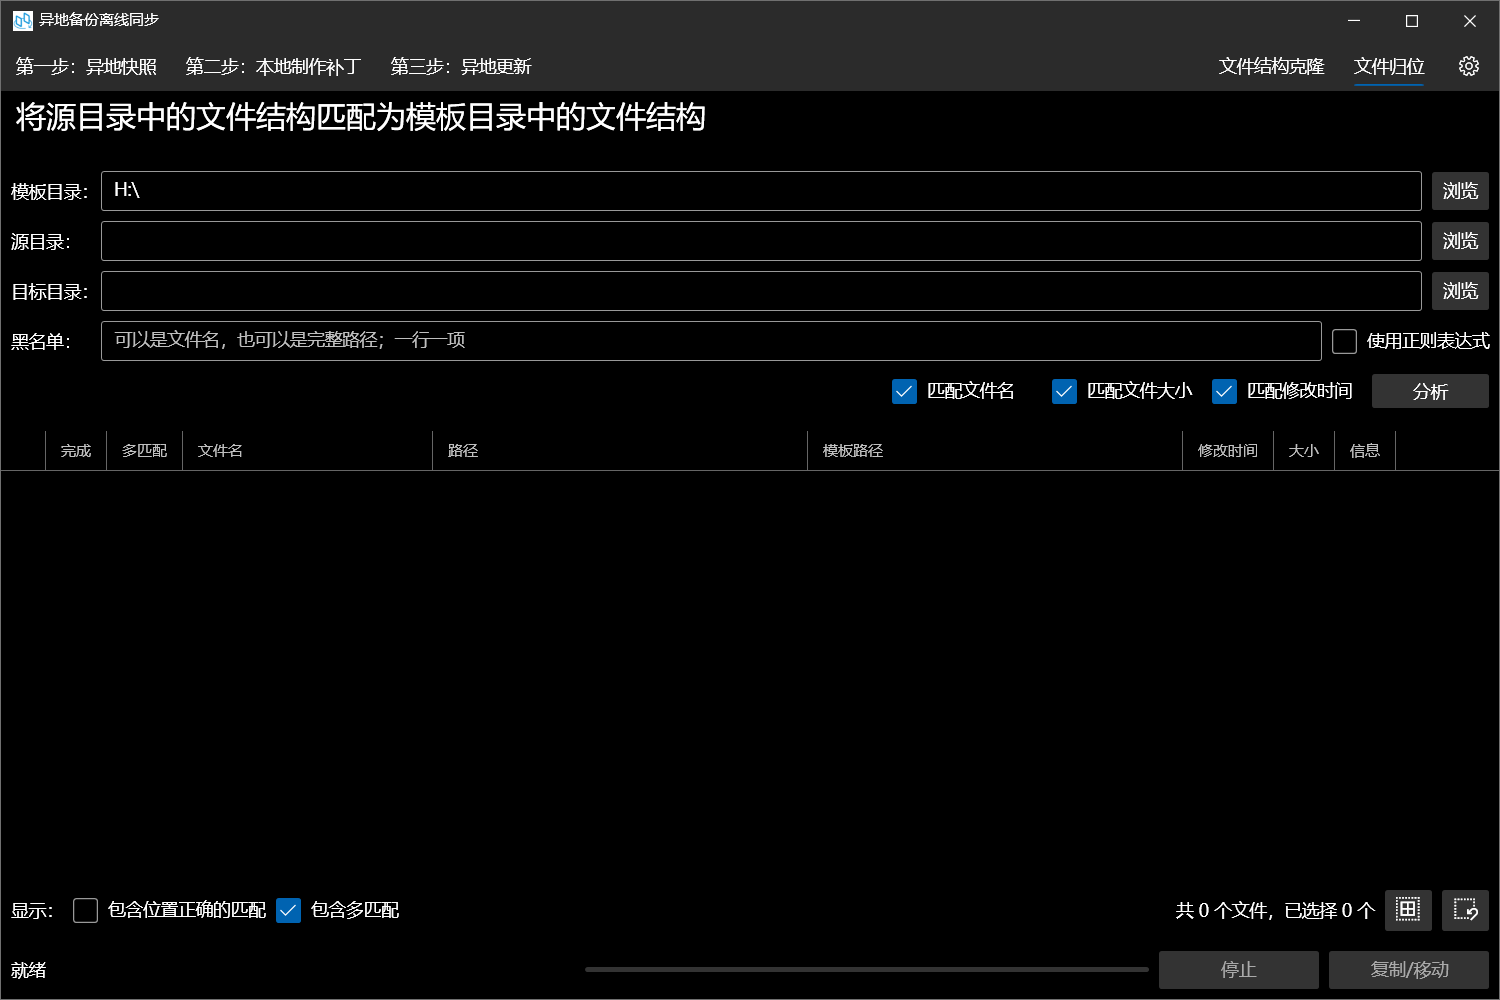 异地备份离线同步
第一步：异地快照 第二步：本地制作补丁 第三步：异地更新 文件结构克隆 文件归位
将源目录中的文件结构匹配为模板目录中的文件结构
模板目录： H:\ 浏览
源目录： 浏览
目标目录： 浏览
黑名单： 可以是文件名，也可以是完整路径；一行一项 使用正则表达式
匹配文件名 匹配文件大小 匹配修改时间 分析
完成 多匹配 文件名 路径 模板路径 修改时间 大小 信息
显示： 包含位置正确的匹配 包含多匹配 共 0 个文件，已选择 0 个
就绪 停止 复制/移动